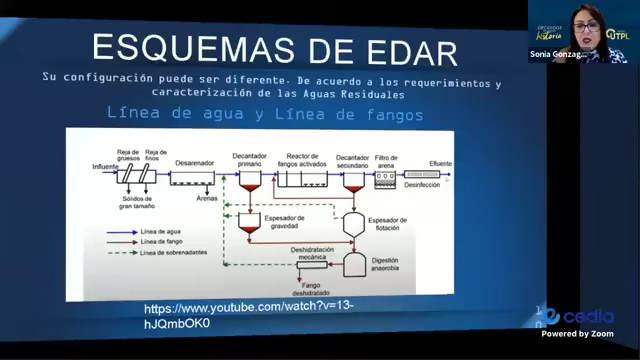 ESQUEMAS DE EDAR
Su configuración puede ser diferente. De acuerdo a los requerimientos y
caracterización de las Aguas Residuales
Línea de agua y Línea de fangos
Influente
Reja de
gruesos
Reja de
finos
Desarenador
Decantador
primario
Reactor de
fangos activados
Decantador
secundario
Filtro de
arena
Efluente
Desinfección
Sólidos de
gran tamaño
Arenas
Espesador de
gravedad
Espesador de
flotación
Línea de agua
Línea de fango
Línea de sobrenadantes
Deshidratación
mecánica
Digestión
anaerobia
Fango
deshidratado
https://www.youtube.com/watch?v=13-
hJQmbOK0
historia
UTPL
Sonia Gonzag...
cedia
Powered by Zoom